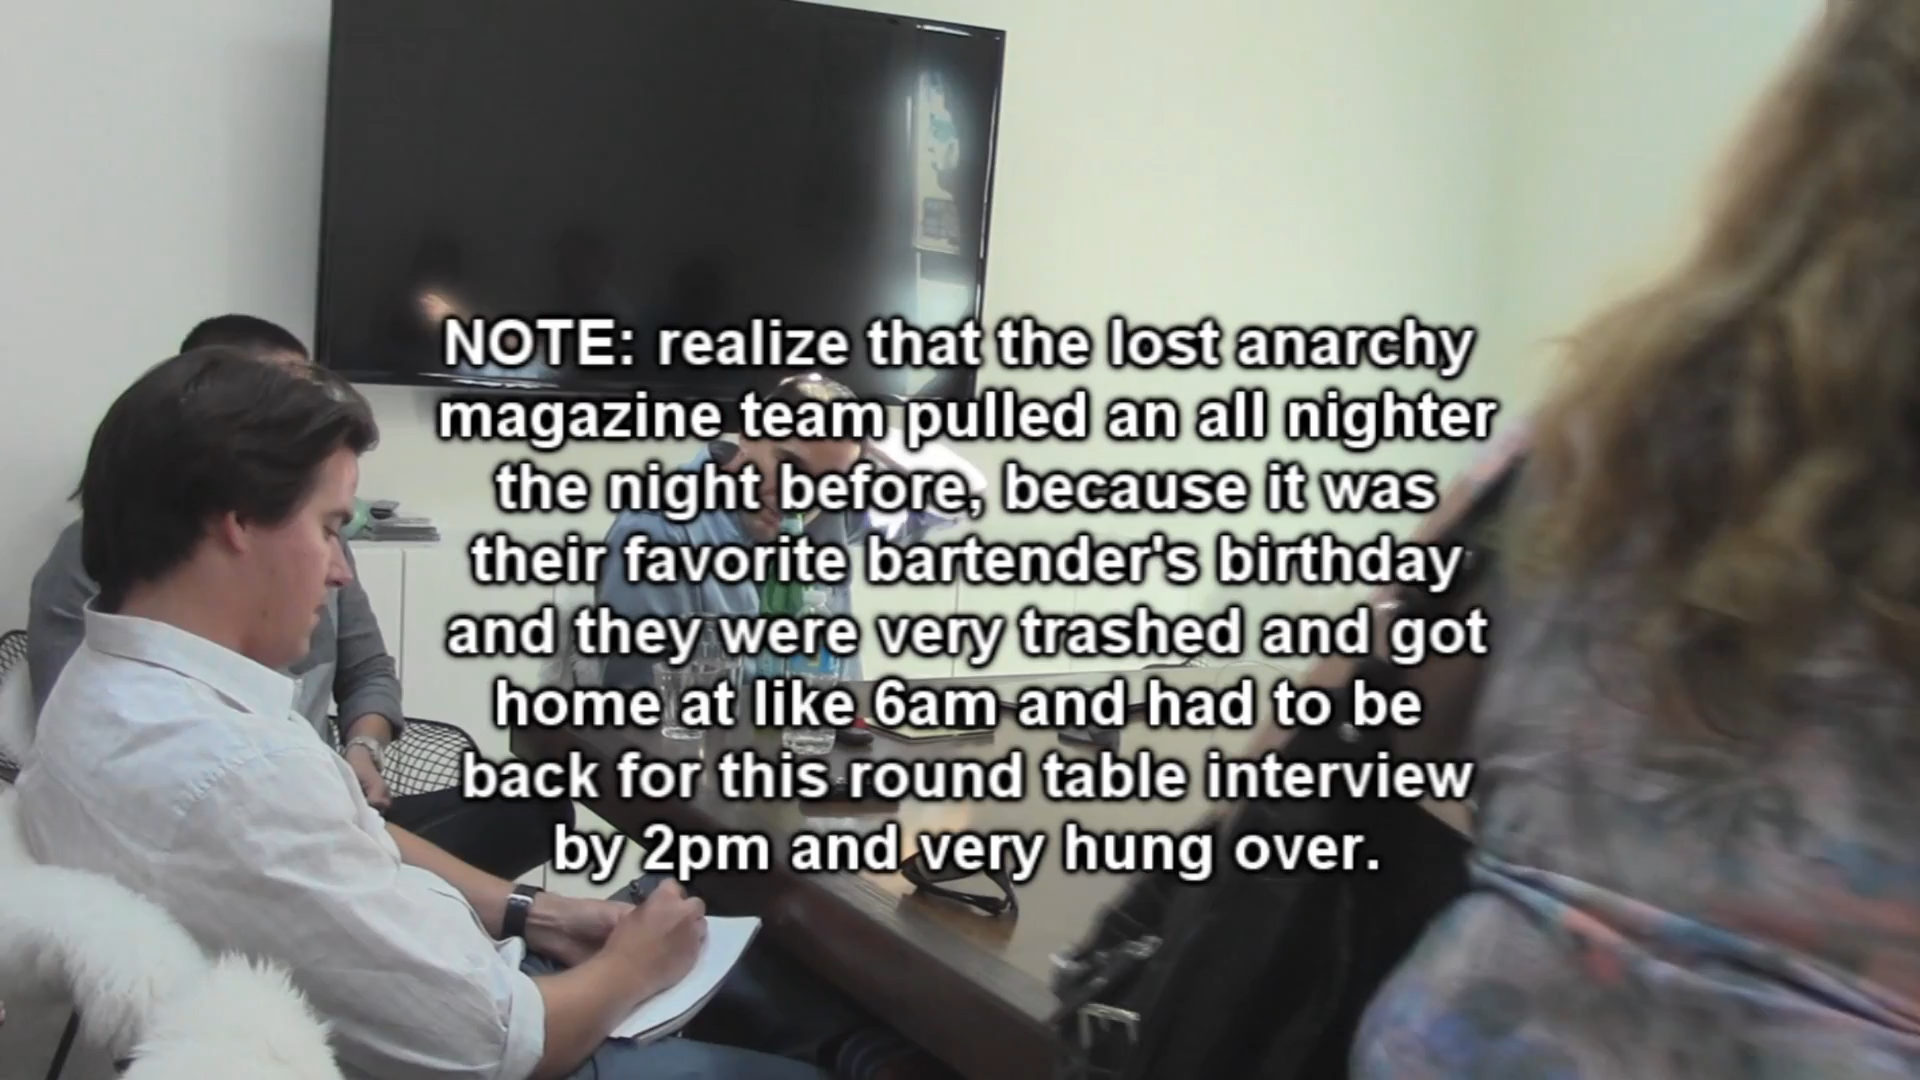 NOTE: realize that the lost anarchy
magazine team pulled an all nighter
the night before, because it was
their favorite bartender's birthday
and they were very trashed and got
home at like 6am and had to be
back for this round table interview
by 2pm and very hung over.